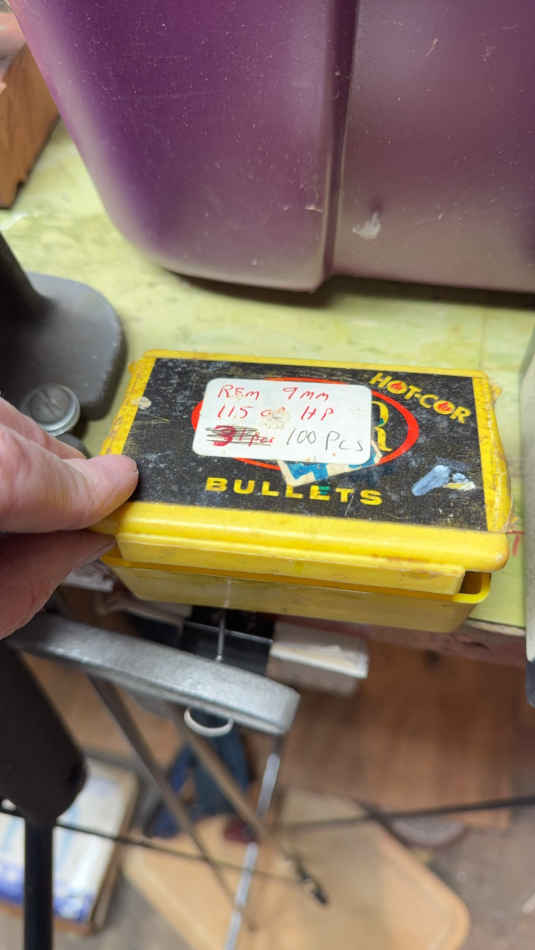 HOT-COR
REM 9mm
115 GR HP
100 PCS
BULLETS